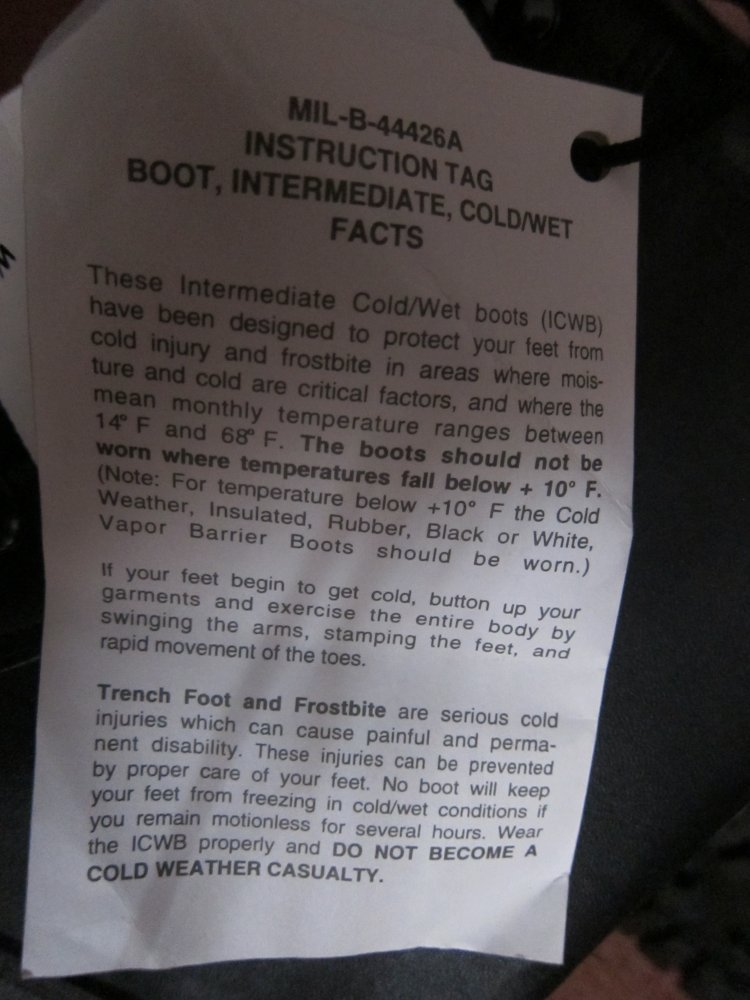 MIL-B-44426A
INSTRUCTION TAG
BOOT, INTERMEDIATE, COLD/WET
FACTS
These Intermediate Cold/Wet boots (ICWB)
have been designed to protect your feet from
cold injury and frostbite in areas where mois-
ture and cold are critical factors, and where the
mean monthly temperature ranges between
14° F and 68° F. The boots should not be
worn where temperatures fall below + 10° F.
(Note: For temperature below +10° F the Cold
Weather, Insulated, Rubber, Black or White,
Vapor Barrier Boots should be worn.)
If your feet begin to get cold, button up your
garments and exercise the entire body by
swinging the arms, stamping the feet, and
rapid movement of the toes.
Trench Foot and Frostbite are serious cold
injuries which can cause painful and perma-
nent disability. These injuries can be prevented
by proper care of your feet. No boot will keep
your feet from freezing in cold/wet conditions if
you remain motionless for several hours. Wear
the ICWB properly and DO NOT BECOME A
COLD WEATHER CASUALTY.